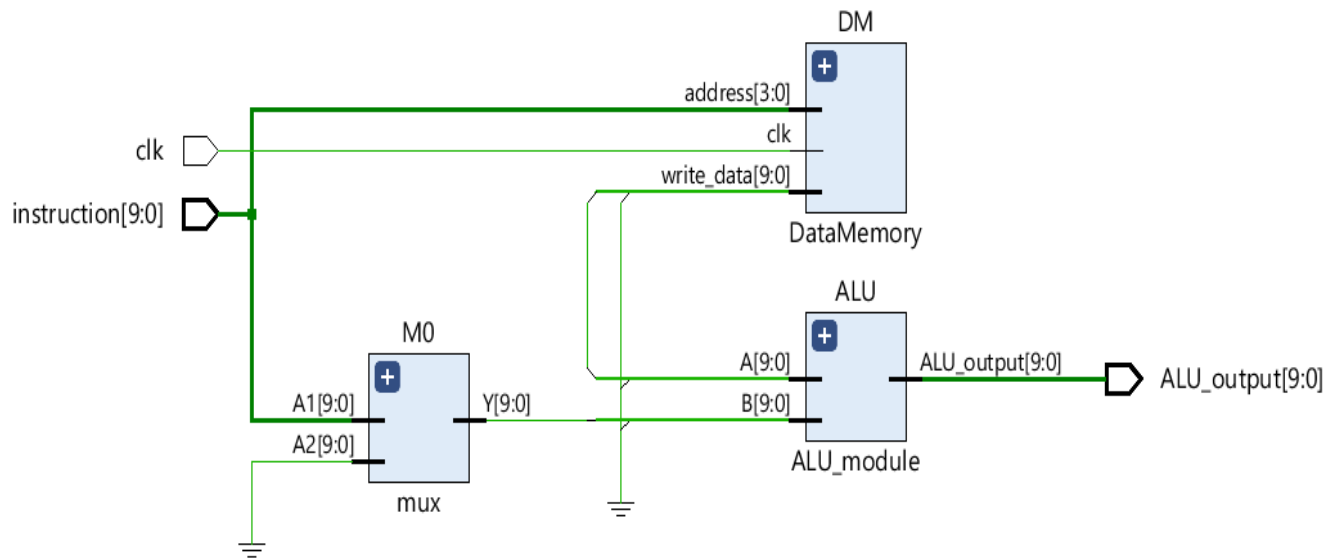 DM
+
address[3:0]
clk
clk
write_data[9:0]
instruction[9:0]
DataMemory
ALU
M0
+
+
A[9:0]
ALU_output[9:0]
ALU_output[9:0]
A1[9:0]
Y[9:0]
B[9:0]
A2[9:0]
ALU_module
mux